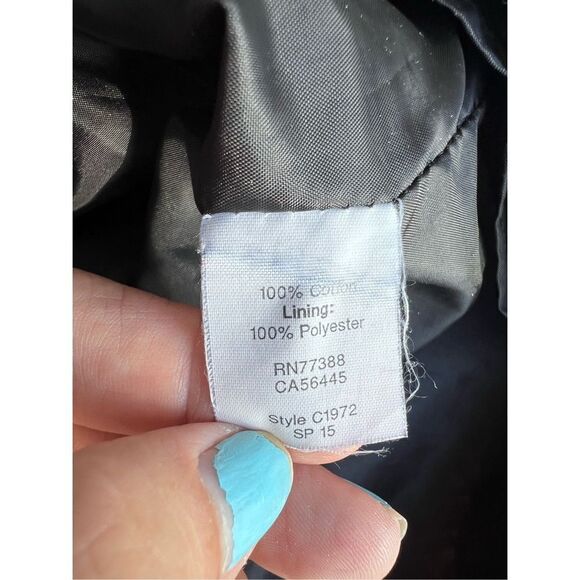 100% Cotton
Lining:
100% Polyester
RN77388
CA56445
Style C1972
SP 15